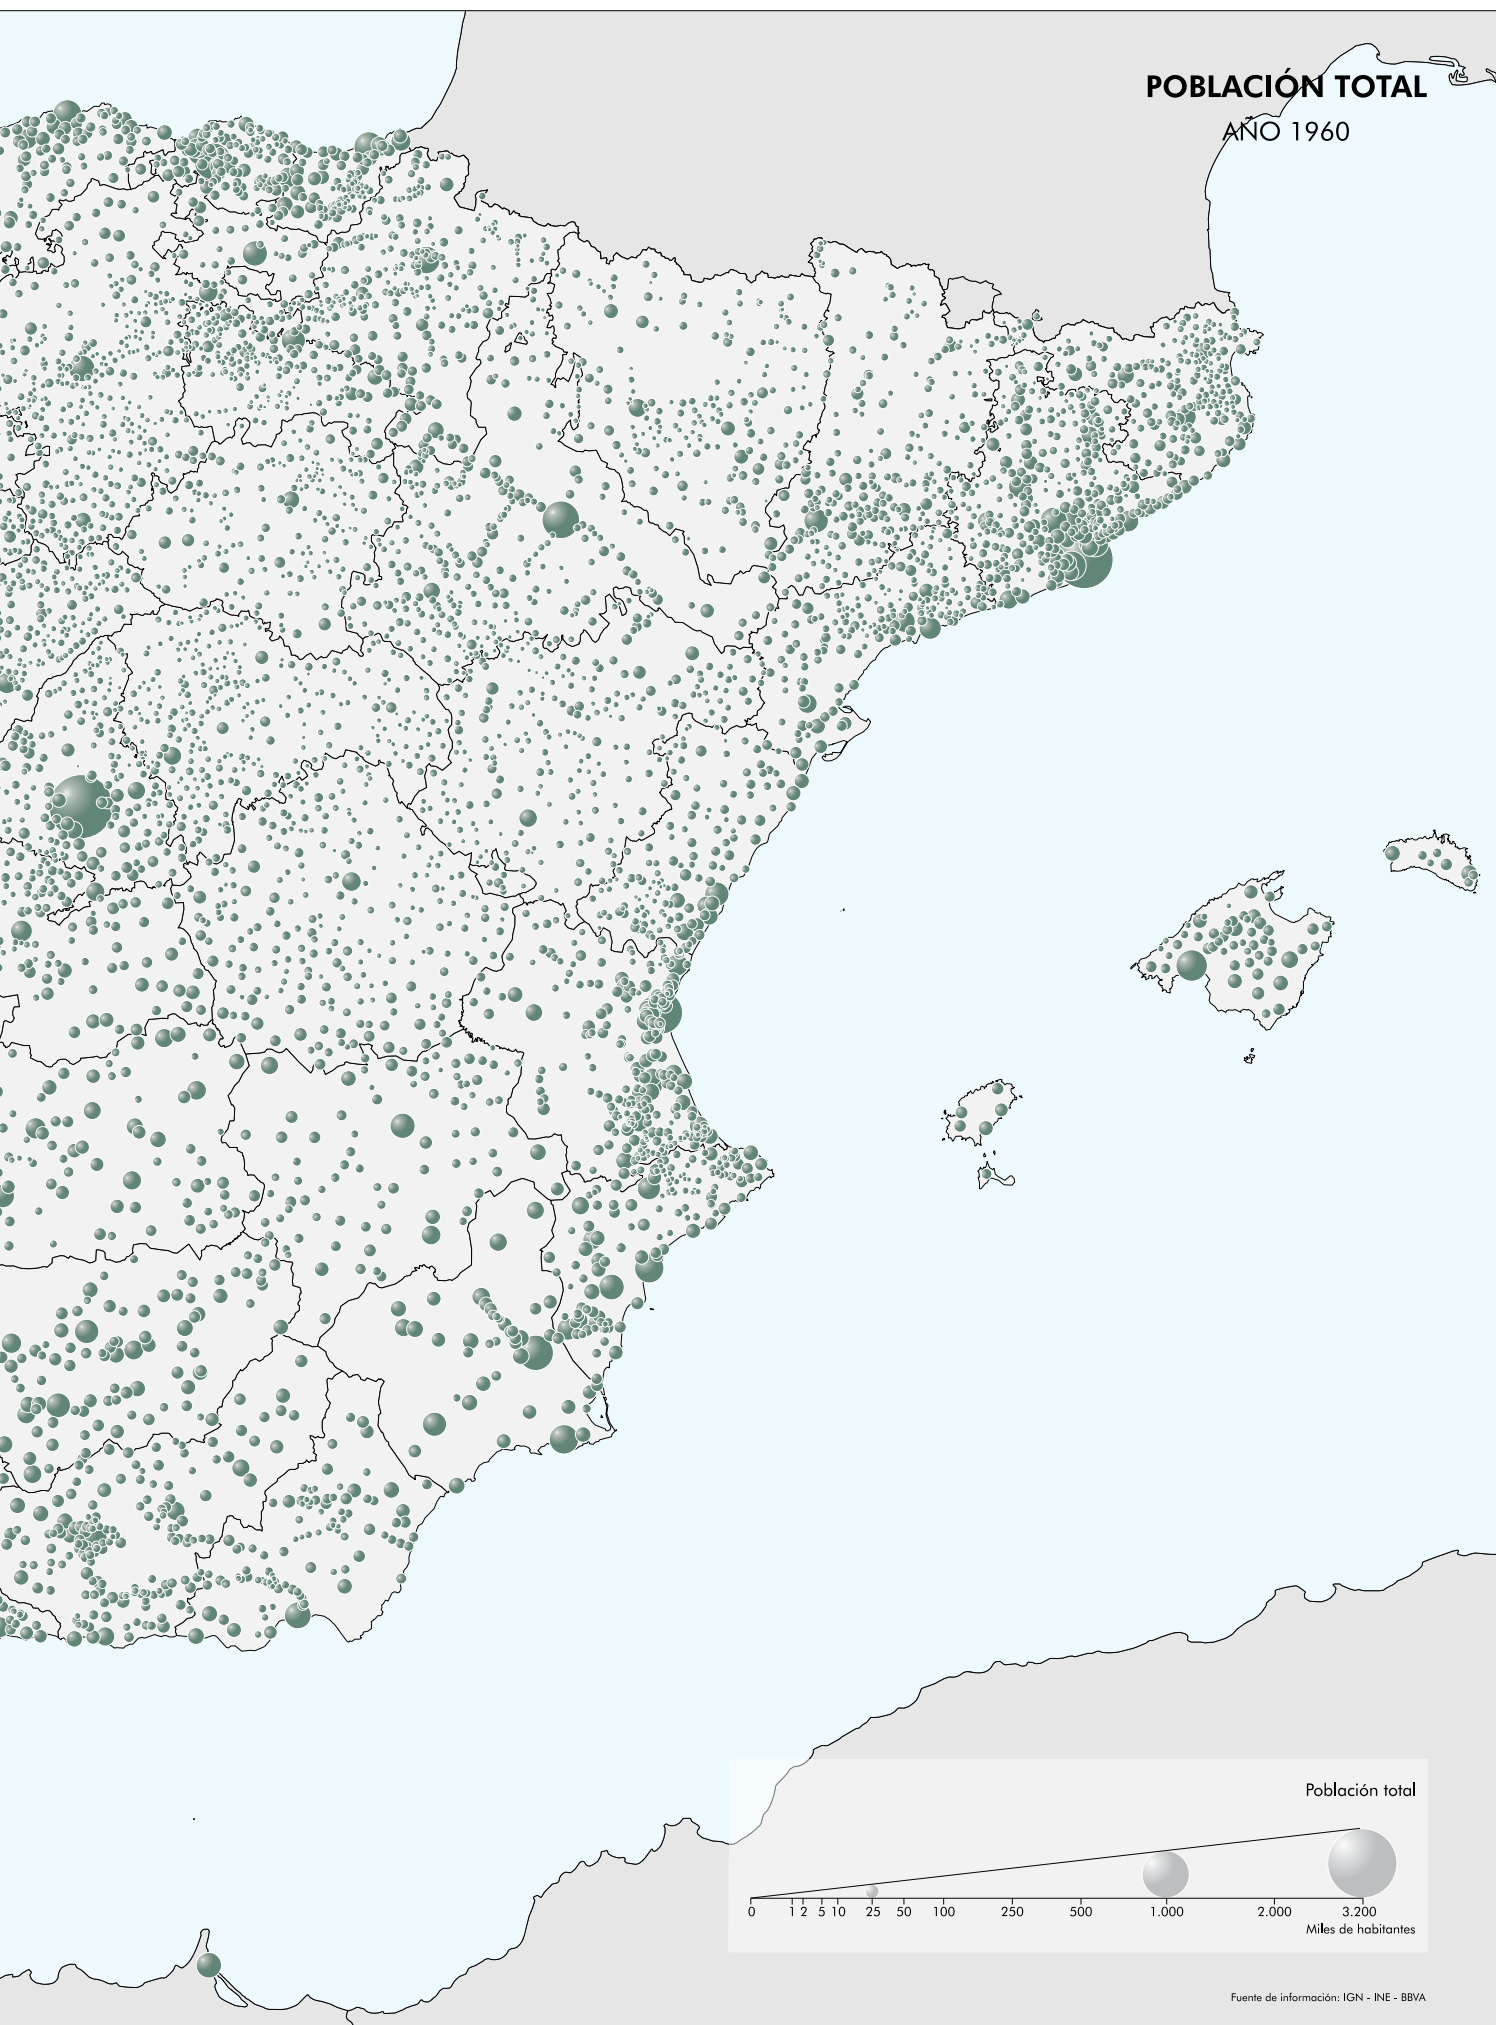 POBLACIÓN TOTAL
AÑO 1960
Población total
0 1 2 5 10 25 50 100 250 500 1.000 2.000 3.200
Miles de habitantes
Fuente de información: IGN - INE - BBVA